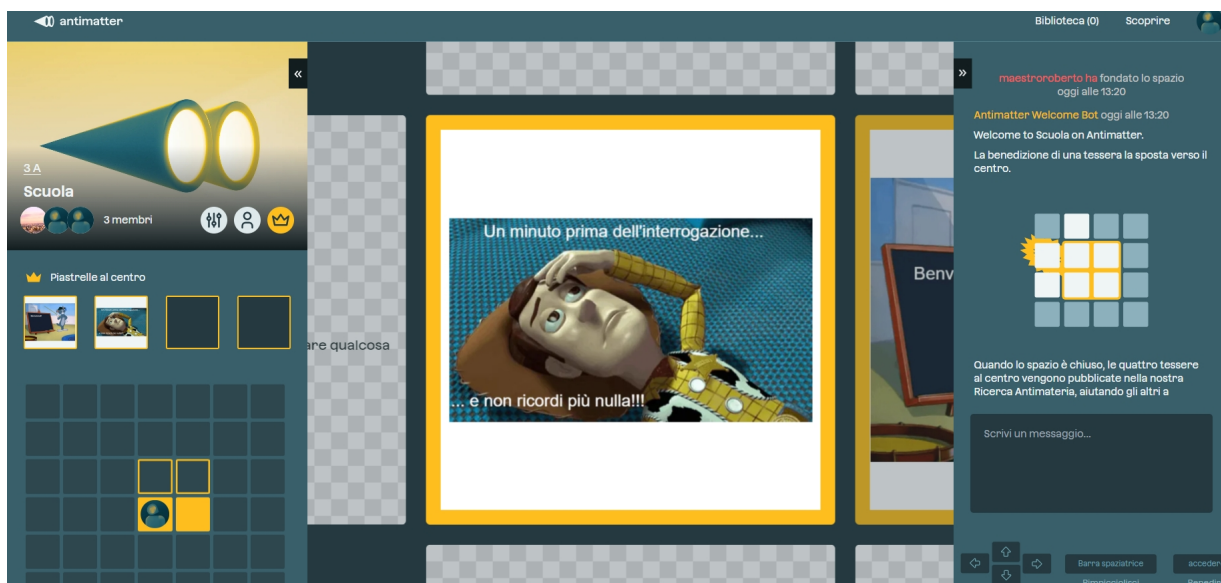 antimatter
Biblioteca (0)
Scoprire
3 A
Scuola
3 membri
Piastrelle al centro
are qualcosa
Un minuto prima dell'interrogazione...
... e non ricordi più nulla!!!
Benv
maestroroberto ha fondato lo spazio
oggi alle 13:20
Antimatter Welcome Bot oggi alle 13:20
Welcome to Scuola on Antimatter.
La benedizione di una tessera la sposta verso il
centro.
Quando lo spazio è chiuso, le quattro tessere
al centro vengono pubblicate nella nostra
Ricerca Antimateria, aiutando gli altri a
Scrivi un messaggio...
Barra spaziatrice
acceder